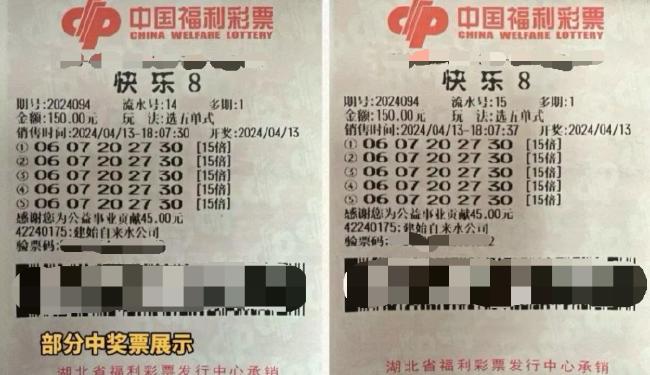 中国福利彩票
CHINA WELFARE LOTTERY
快乐8
期号:2024094 流水号:14 多期:1
金额:150.00元 玩 法:选五单式
销售时间:2024/04/13-18:07:30 开奖:2024/04/13
① 06 07 20 27 30 [15倍]
② 06 07 20 27 30 [15倍]
③ 06 07 20 27 30 [15倍]
④ 06 07 20 27 30 [15倍]
⑤ 06 07 20 27 30 [15倍]
感谢您为公益事业贡献45.00元
42240175:建始自来水公司
验票码:
部分中奖票展示
湖北省福利彩票发行中心承销
中国福利彩票
CHINA WELFARE LOTTERY
快乐8
期号:2024094 流水号:15 多期:1
金额:150.00元 玩 法:选五单式
销售时间:2024/04/13-18:07:37 开奖:2024/04/13
① 06 07 20 27 30 [15倍]
② 06 07 20 27 30 [15倍]
③ 06 07 20 27 30 [15倍]
④ 06 07 20 27 30 [15倍]
⑤ 06 07 20 27 30 [15倍]
感谢您为公益事业贡献45.00元
42240175:建始自来水公司
验票码:
湖北省福利彩票发行中心承销